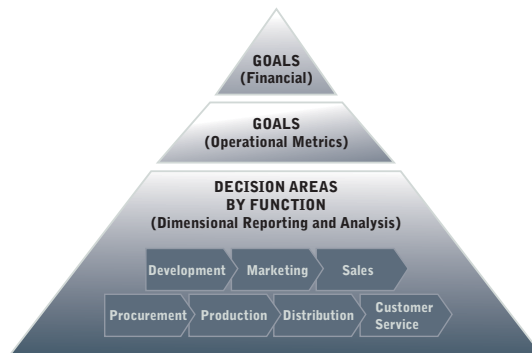 GOALS
(Financial)
GOALS
(Operational Metrics)
DECISION AREAS
BY FUNCTION
(Dimensional Reporting and Analysis)
Development Marketing Sales
Procurement Production Distribution Customer
Service